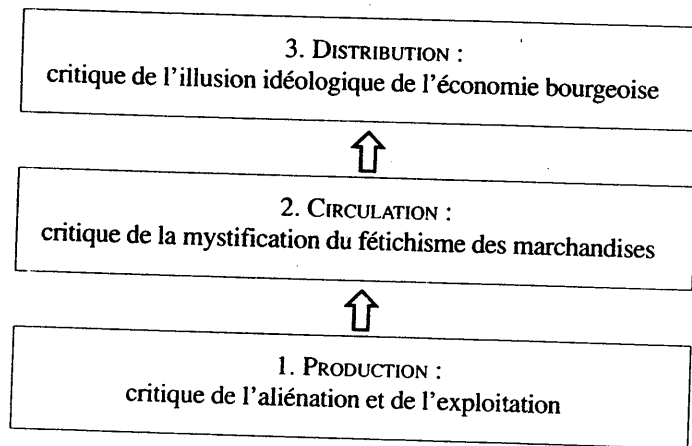 3. DISTRIBUTION :
critique de l'illusion idéologique de l'économie bourgeoise
2. CIRCULATION :
critique de la mystification du fétichisme des marchandises
1. PRODUCTION :
critique de l'aliénation et de l'exploitation